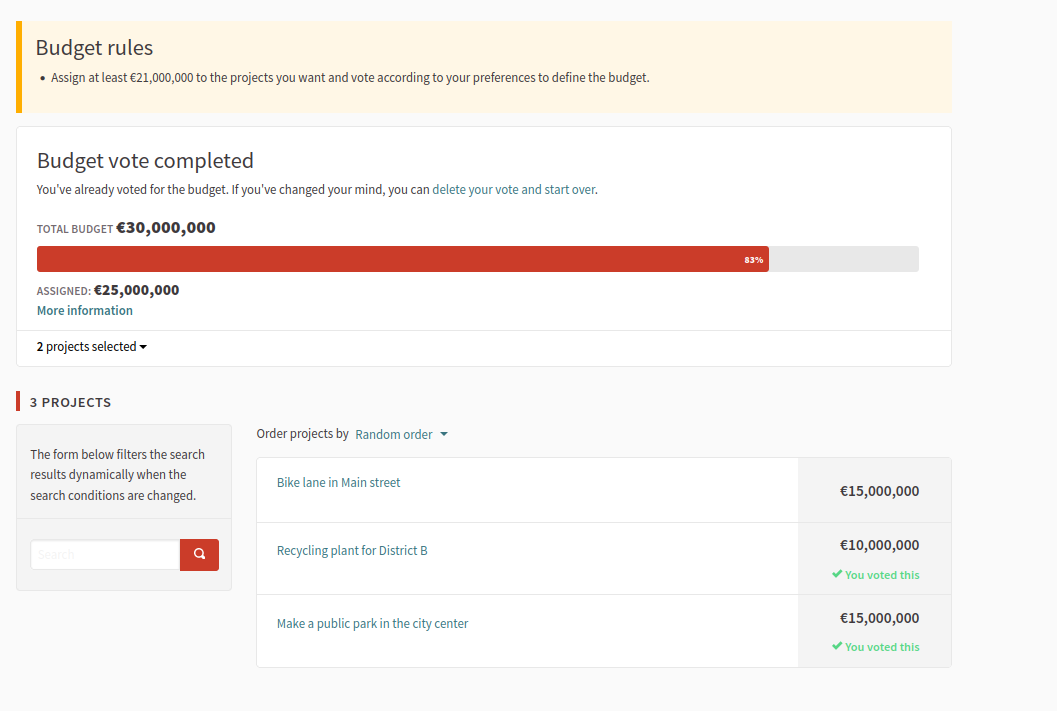 Budget rules
• Assign at least €21,000,000 to the projects you want and vote according to your preferences to define the budget.
Budget vote completed
You've already voted for the budget. If you've changed your mind, you can delete your vote and start over.
TOTAL BUDGET €30,000,000
83%
ASSIGNED: €25,000,000
More information
2 projects selected
3 PROJECTS
The form below filters the search
results dynamically when the
search conditions are changed.
Search
Order projects by Random order
Bike lane in Main street
€15,000,000
Recycling plant for District B
€10,000,000
You voted this
Make a public park in the city center
€15,000,000
You voted this